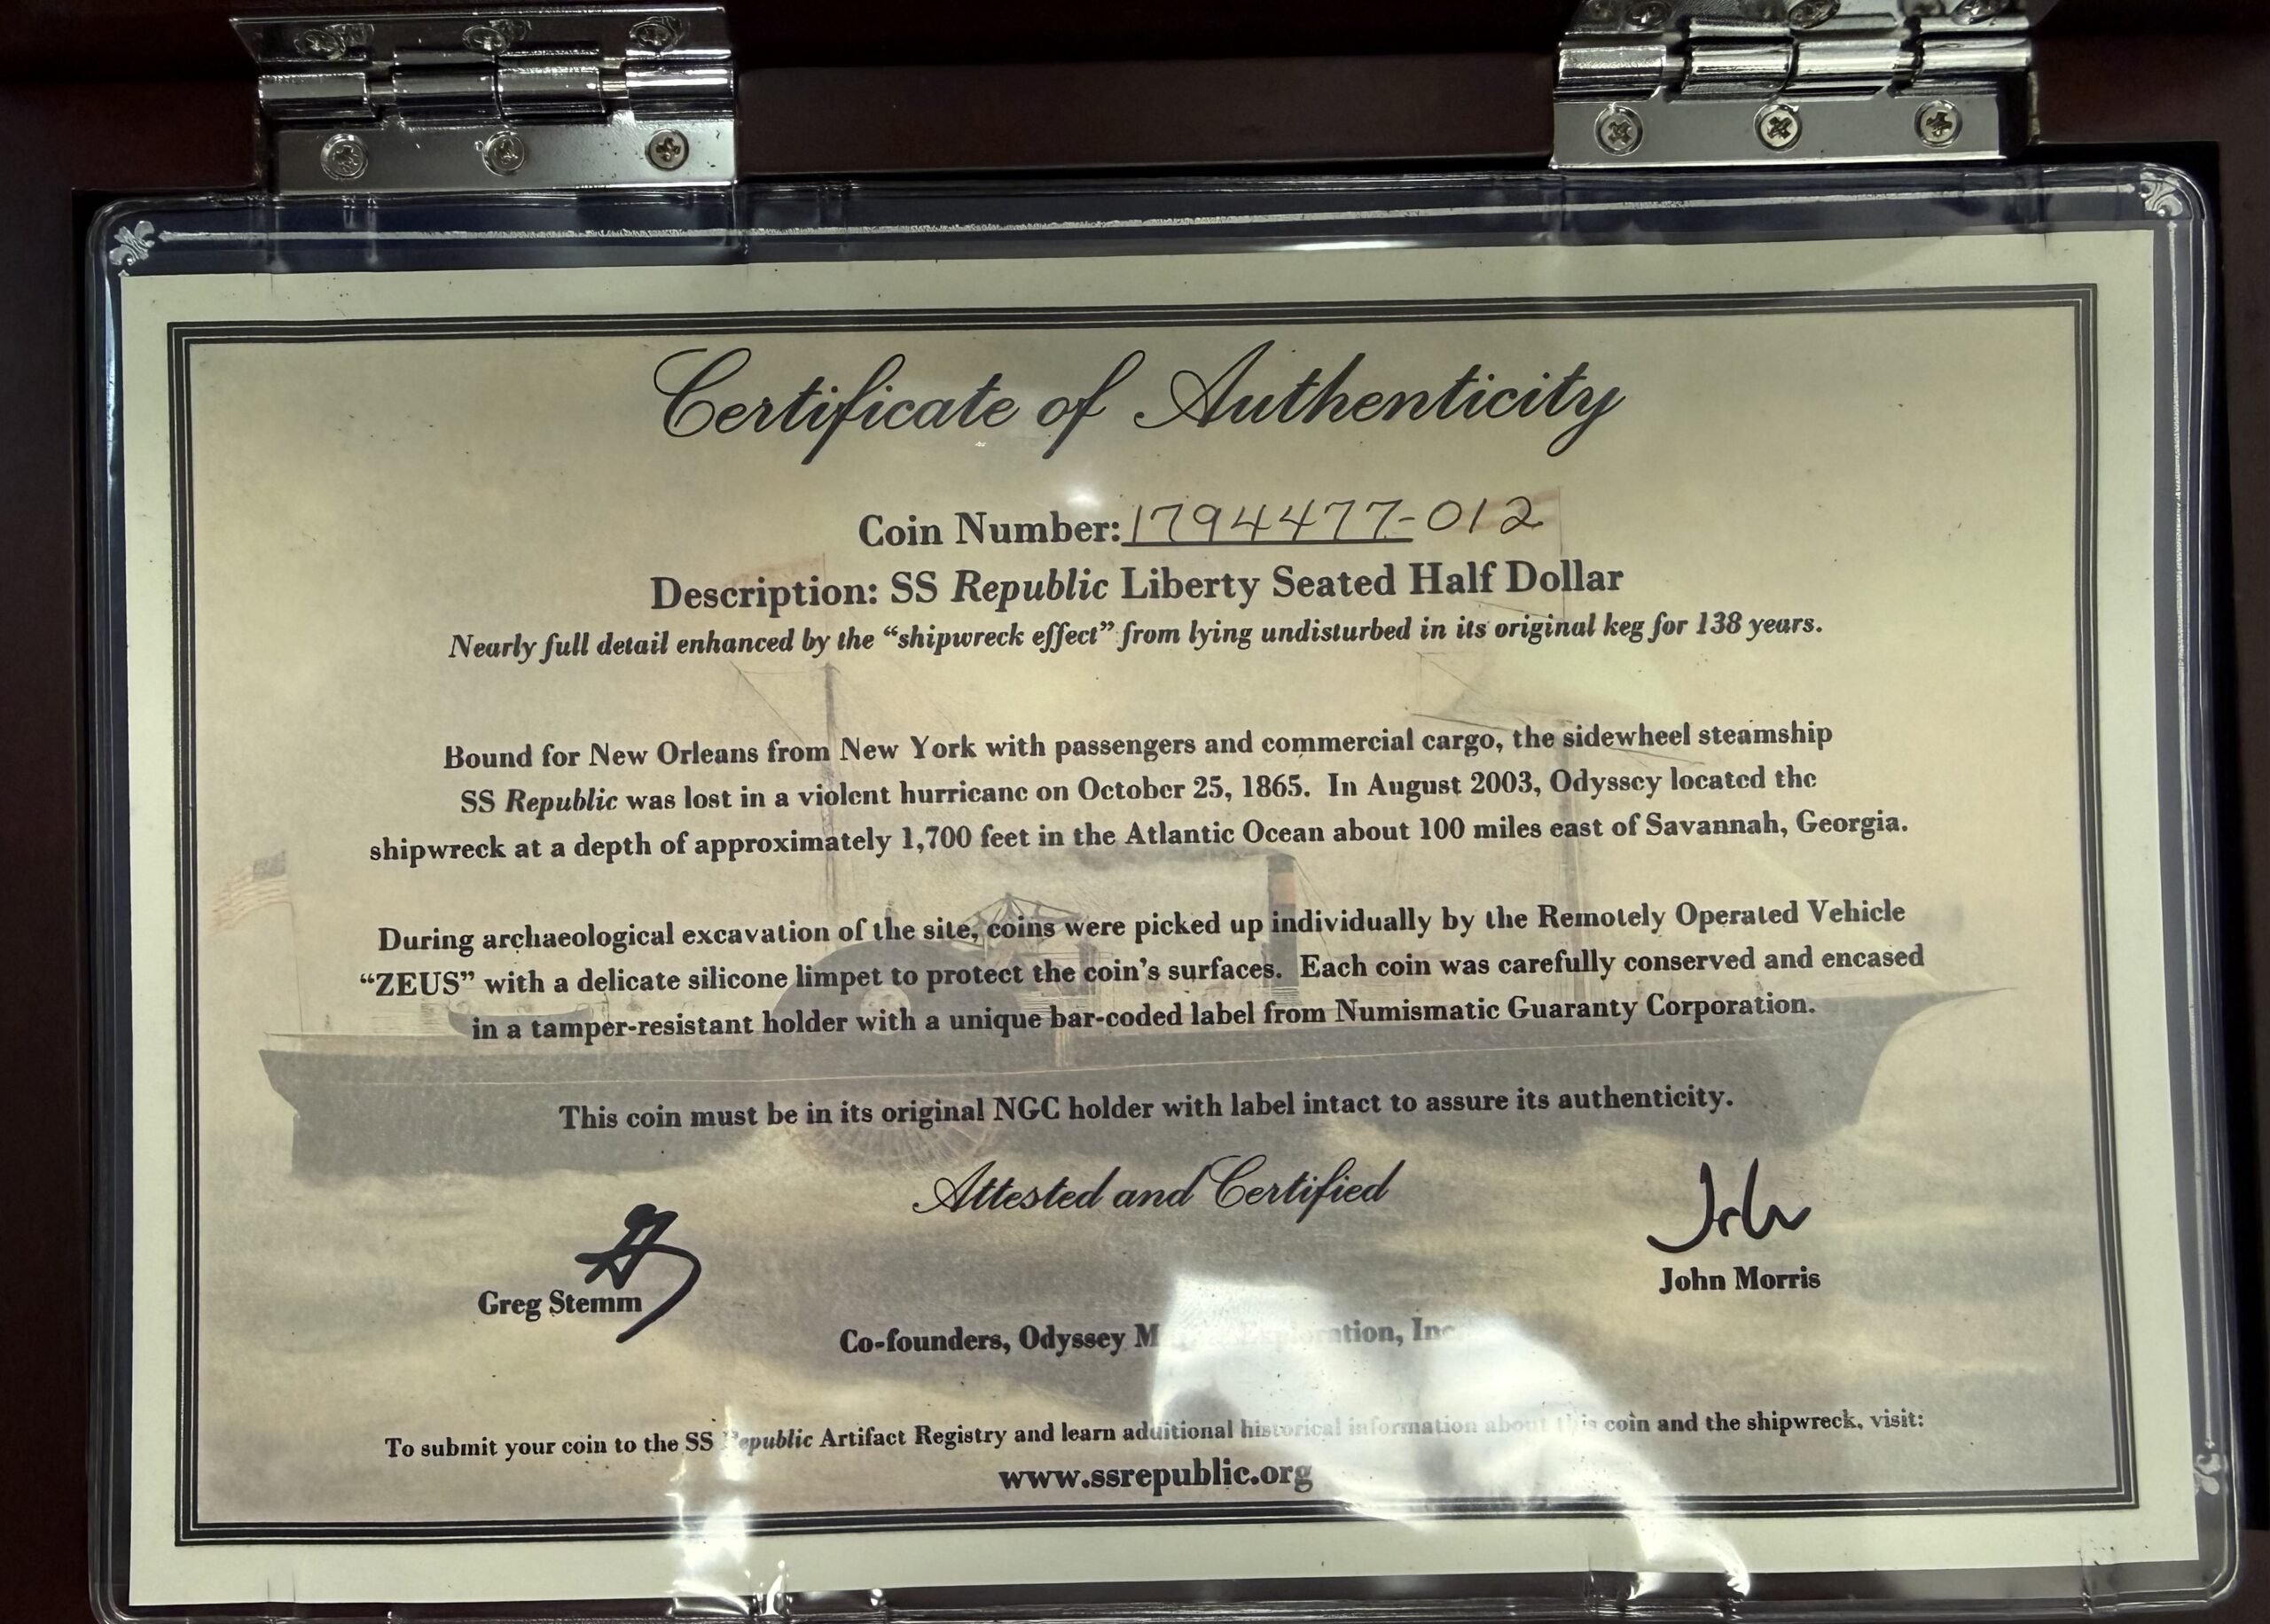 Certificate of Authenticity
Coin Number: 1794477-012
Description: SS Republic Liberty Seated Half Dollar
Nearly full detail enhanced by the “shipwreck effect” from lying undisturbed in its original keg for 138 years.
Bound for New Orleans from New York with passengers and commercial cargo, the sidewheel steamship
SS Republic was lost in a violent hurricane on October 25, 1865. In August 2003, Odyssey located the
shipwreck at a depth of approximately 1,700 feet in the Atlantic Ocean about 100 miles east of Savannah, Georgia.
During archaeological excavation of the site, coins were picked up individually by the Remotely Operated Vehicle
“ZEUS” with a delicate silicone limpet to protect the coin’s surfaces. Each coin was carefully conserved and encased
in a tamper-resistant holder with a unique bar-coded label from Numismatic Guaranty Corporation.
This coin must be in its original NGC holder with label intact to assure its authenticity.
Attested and Certified
Greg Stemm
John Morris
Co-founders, Odyssey Exploration, Inc
To submit your coin to the SS Republic Artifact Registry and learn additional historical information about this coin and the shipwreck, visit:
www.ssrepublic.org